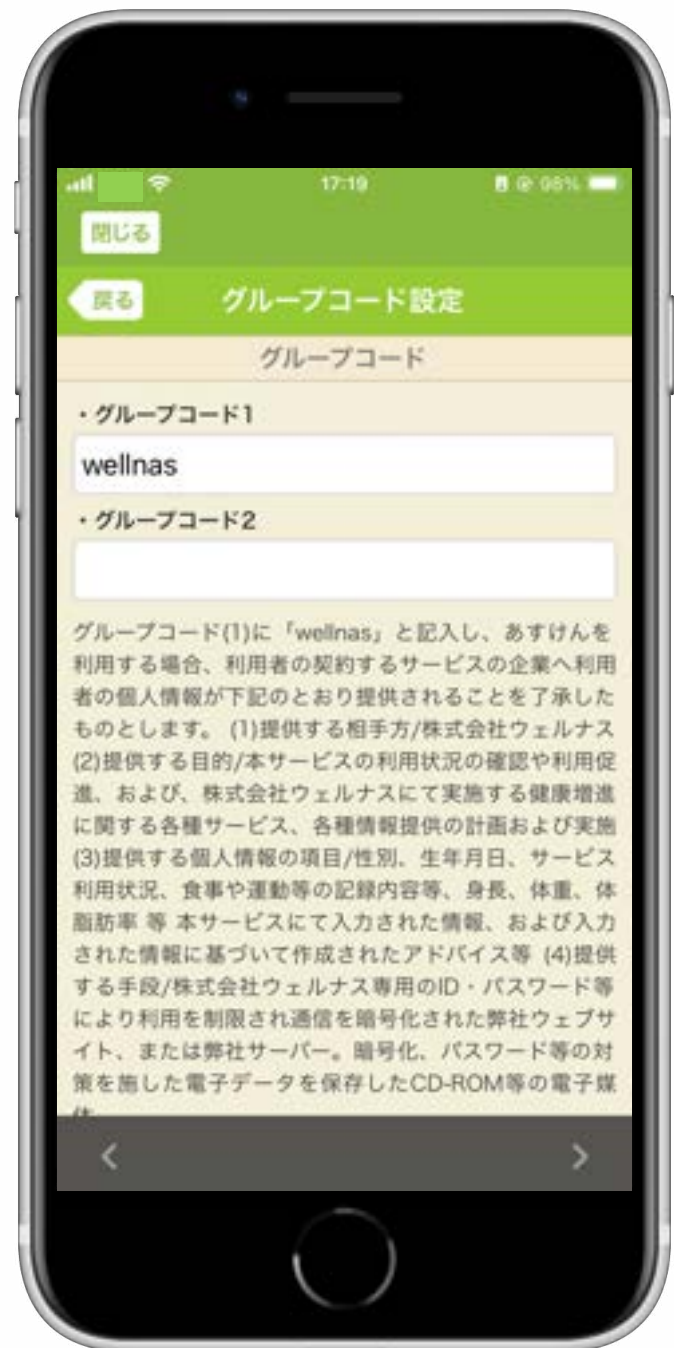 17:19
98%
閉じる
戻る
グループコード設定
グループコード
・グループコード1
wellnas
・グループコード2
グループコード(1)に「wellnas」と記入し、あすけんを
利用する場合、利用者の契約するサービスの企業へ利用
者の個人情報が下記のとおり提供されることを了承した
ものとします。 (1)提供する相手方/株式会社ウェルナス
(2)提供する目的/本サービスの利用状況の確認や利用促
進、および、株式会社ウェルナスにて実施する健康増進
に関する各種サービス、各種情報提供の計画および実施
(3)提供する個人情報の項目/性別、生年月日、サービス
利用状況、食事や運動等の記録内容等、身長、体重、体
脂肪率 等 本サービスにて入力された情報、および入力
された情報に基づいて作成されたアドバイス等 (4)提供
する手段/株式会社ウェルナス専用のID・パスワード等
により利用を制限され通信を暗号化された弊社ウェブサ
イト、または弊社サーバー。暗号化、パスワード等の対
策を施した電子データを保存したCD-ROM等の電子媒